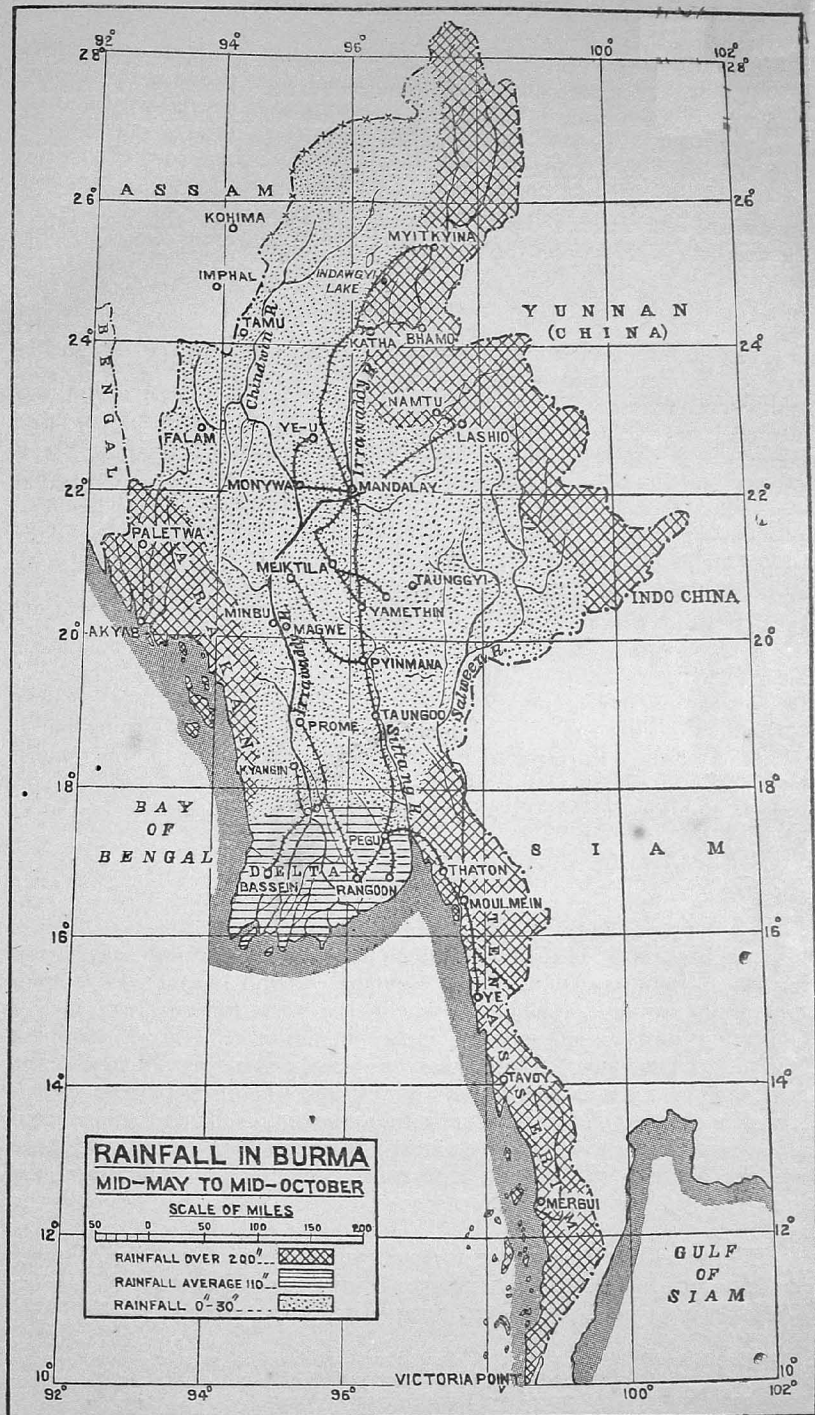 92° 94° 96° 100° 102°
28° 28°
A S S A M
26° 26°
KOHIMA
MYITKYINA
IMPHAL
INDAWGYI
LAKE
TAMU
Chindwin R.
Y U N N A N
(CHINA)
KATHA BHAMO
24° 24°
BENGAL
Irrawaddy R.
NAMTU
FALAM
YE-U
LASHIO
MONYWA
MANDALAY
22° 22°
PALETWA
ARAKAN
MEIKTILA
TAUNGGYI
INDO CHINA
MINBU
YAMETHIN
AKYAB
MAGWE
20° 20°
PYINMANA
Irrawaddy R.
Salween R.
PROME
TAUNGOO
KYANGIN
Sittang R.
18° 18°
BAY
OF
BENGAL
PEGU
S I A M
DELTA
THATON
BASSEIN
RANGOON
MOULMEIN
16° 16°
TENASSERIM
YE
TAVOY
14° 14°
RAINFALL IN BURMA
MID-MAY TO MID-OCTOBER
SCALE OF MILES
50 0 50 100 150 200
RAINFALL OVER 200"
RAINFALL AVERAGE 110"
RAINFALL 0"-30"
MERGUI
12° 12°
GULF
OF
SIAM
10° 10°
VICTORIA POINT
92° 94° 96° 100° 102°